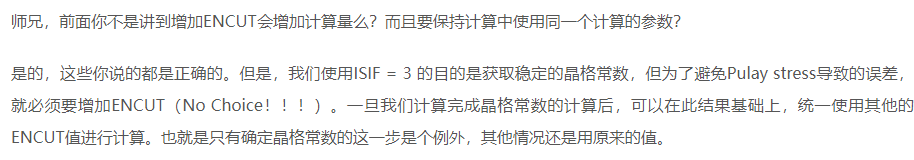 师兄，前面你不是讲到增加ENCUT会增加计算量么？而且要保持计算中使用同一个计算的参数？
是的，这些你说的都是正确的。但是，我们使用ISIF = 3 的目的是获取稳定的晶格常数，但为了避免Pulay stress导致的误差，
就必须要增加ENCUT（No Choice！！！）。一旦我们计算完成晶格常数的计算后，可以在此结果基础上，统一使用其他的
ENCUT值进行计算。也就是只有确定晶格常数的这一步是个例外，其他情况还是用原来的值。